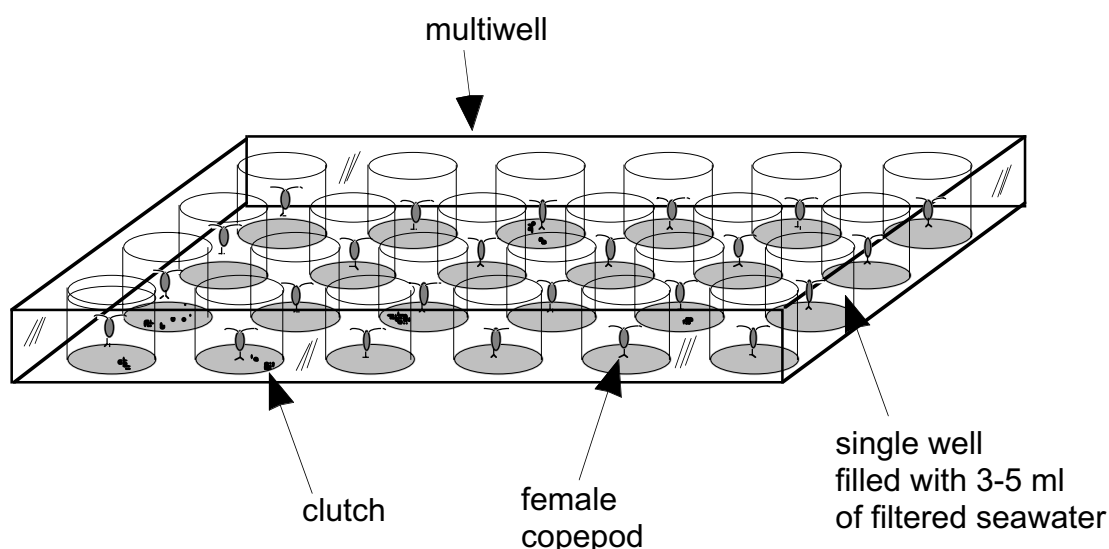 multiwell
clutch
female
copepod
single well
filled with 3-5 ml
of filtered seawater